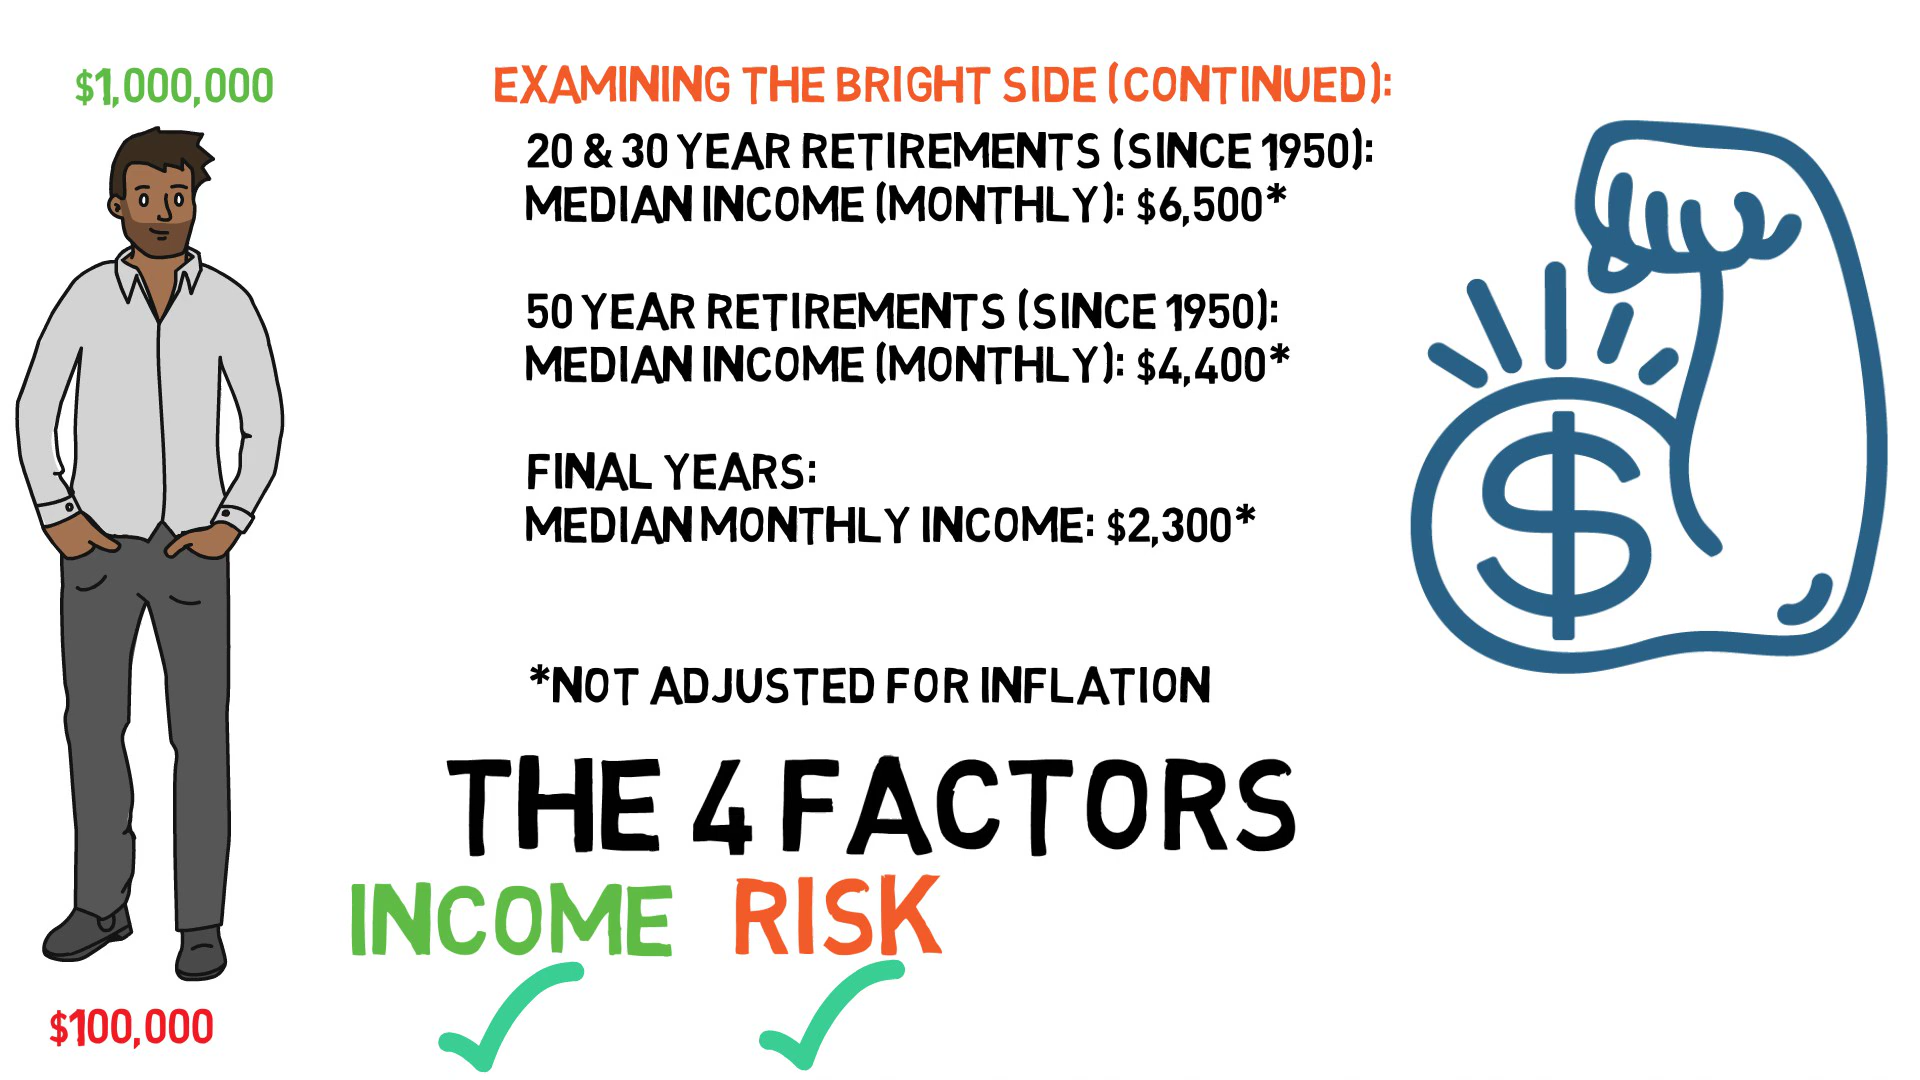 $1,000,000
EXAMINING THE BRIGHT SIDE (CONTINUED):
20 & 30 YEAR RETIREMENTS (SINCE 1950):
MEDIAN INCOME (MONTHLY): $6,500*
50 YEAR RETIREMENTS (SINCE 1950):
MEDIAN INCOME (MONTHLY): $4,400*
FINAL YEARS:
MEDIAN MONTHLY INCOME: $2,300*
*NOT ADJUSTED FOR INFLATION
THE 4 FACTORS
INCOME RISK
$100,000
$